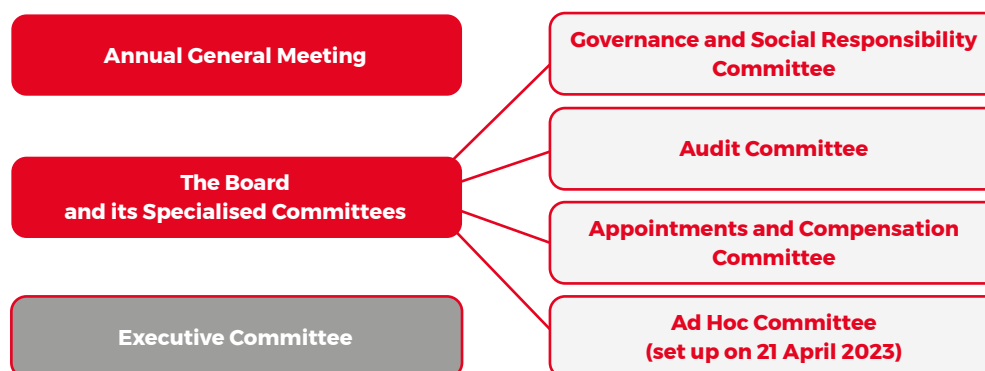 Annual General Meeting
The Board
and its Specialised Committees
Executive Committee
Governance and Social Responsibility
Committee
Audit Committee
Appointments and Compensation
Committee
Ad Hoc Committee
(set up on 21 April 2023)